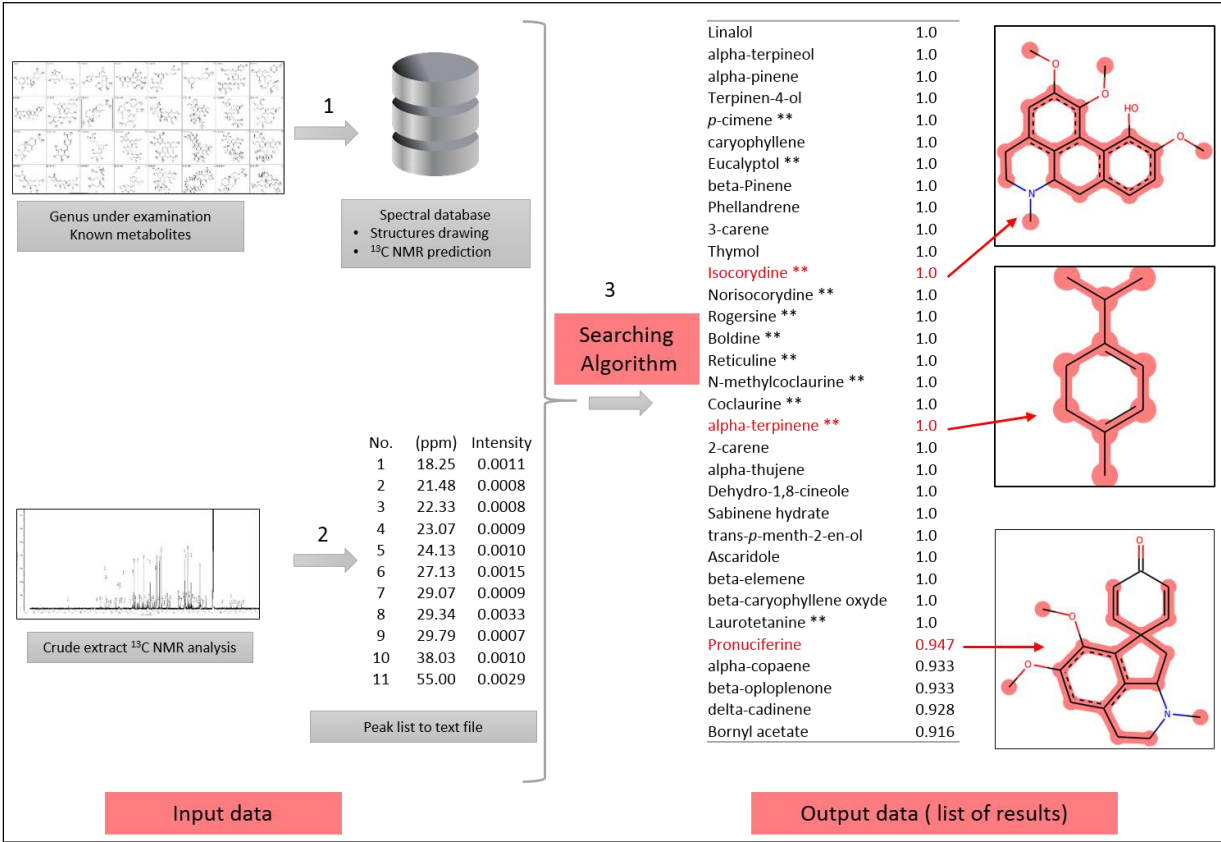 1
Genus under examination
Known metabolites
Spectral database
• Structures drawing
• ¹³C NMR prediction
2
Crude extract ¹³C NMR analysis
No. (ppm) Intensity
1 18.25 0.0011
2 21.48 0.0008
3 22.33 0.0008
4 23.07 0.0009
5 24.13 0.0010
6 27.13 0.0015
7 29.07 0.0009
8 29.34 0.0033
9 29.79 0.0007
10 38.03 0.0010
11 55.00 0.0029
Peak list to text file
Input data
3
Searching
Algorithm
Linalol 1.0
alpha-terpineol 1.0
alpha-pinene 1.0
Terpinen-4-ol 1.0
p-cimene ** 1.0
caryophyllene 1.0
Eucalyptol ** 1.0
beta-Pinene 1.0
Phellandrene 1.0
3-carene 1.0
Thymol 1.0
Isocorydine ** 1.0
Norisocorydine ** 1.0
Rogersine ** 1.0
Boldine ** 1.0
Reticuline ** 1.0
N-methylcoclaurine ** 1.0
Coclaurine ** 1.0
alpha-terpinene ** 1.0
2-carene 1.0
alpha-thujene 1.0
Dehydro-1,8-cineole 1.0
Sabinene hydrate 1.0
trans-p-menth-2-en-ol 1.0
Ascaridole 1.0
beta-elemene 1.0
beta-caryophyllene oxyde 1.0
Laurotetanine ** 1.0
Pronuciferine 0.947
alpha-copaene 0.933
beta-oploplenone 0.933
delta-cadinene 0.928
Bornyl acetate 0.916
O
O
HO
O
N
O
O
O
N
Output data ( list of results)